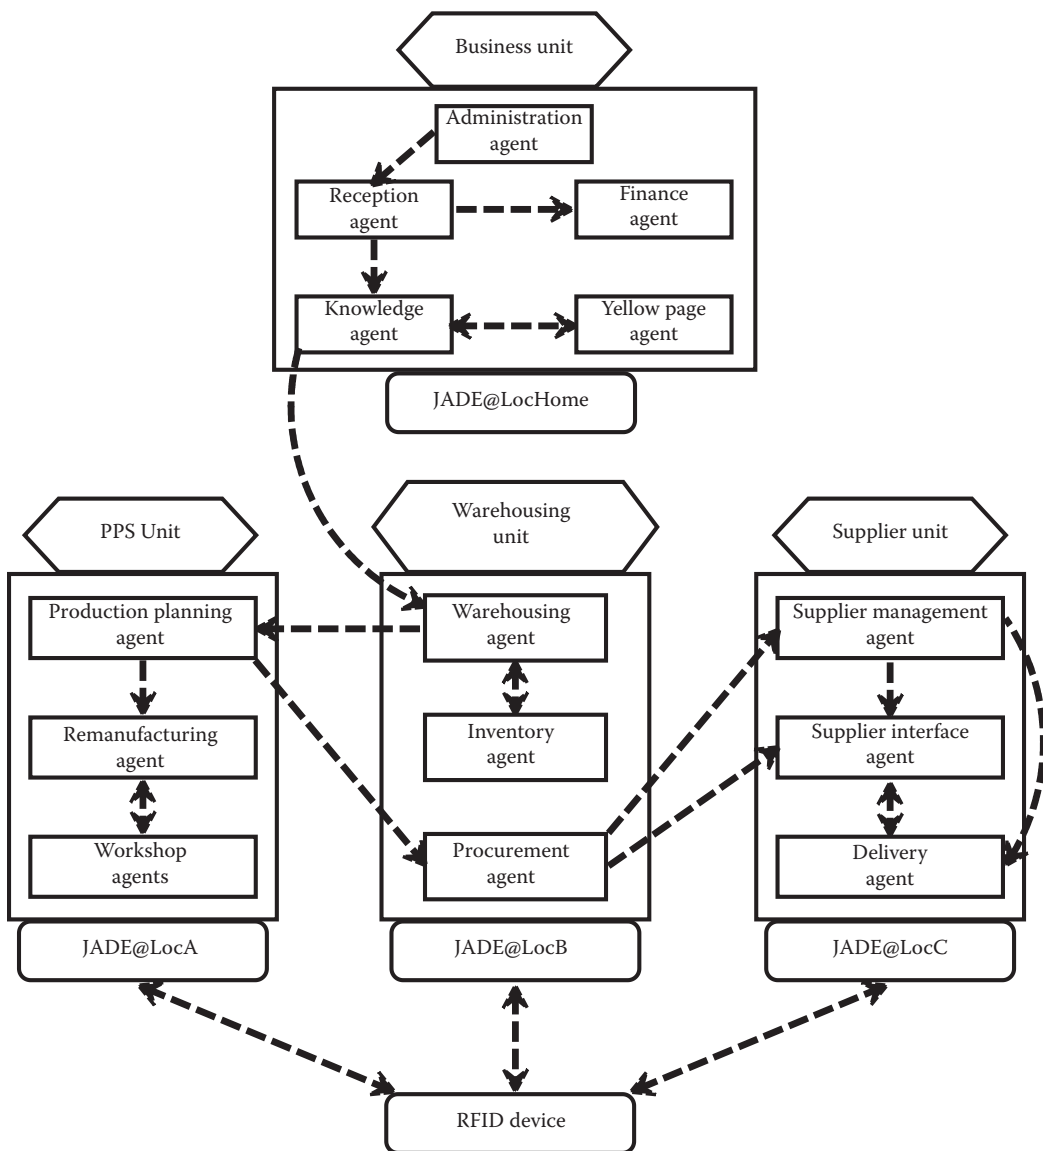 Business unit
Administration
agent
Reception
agent
Finance
agent
Knowledge
agent
Yellow page
agent
JADE@LocHome
PPS Unit
Production planning
agent
Remanufacturing
agent
Workshop
agents
JADE@LocA
Warehousing
unit
Warehousing
agent
Inventory
agent
Procurement
agent
JADE@LocB
Supplier unit
Supplier management
agent
Supplier interface
agent
Delivery
agent
JADE@LocC
RFID device